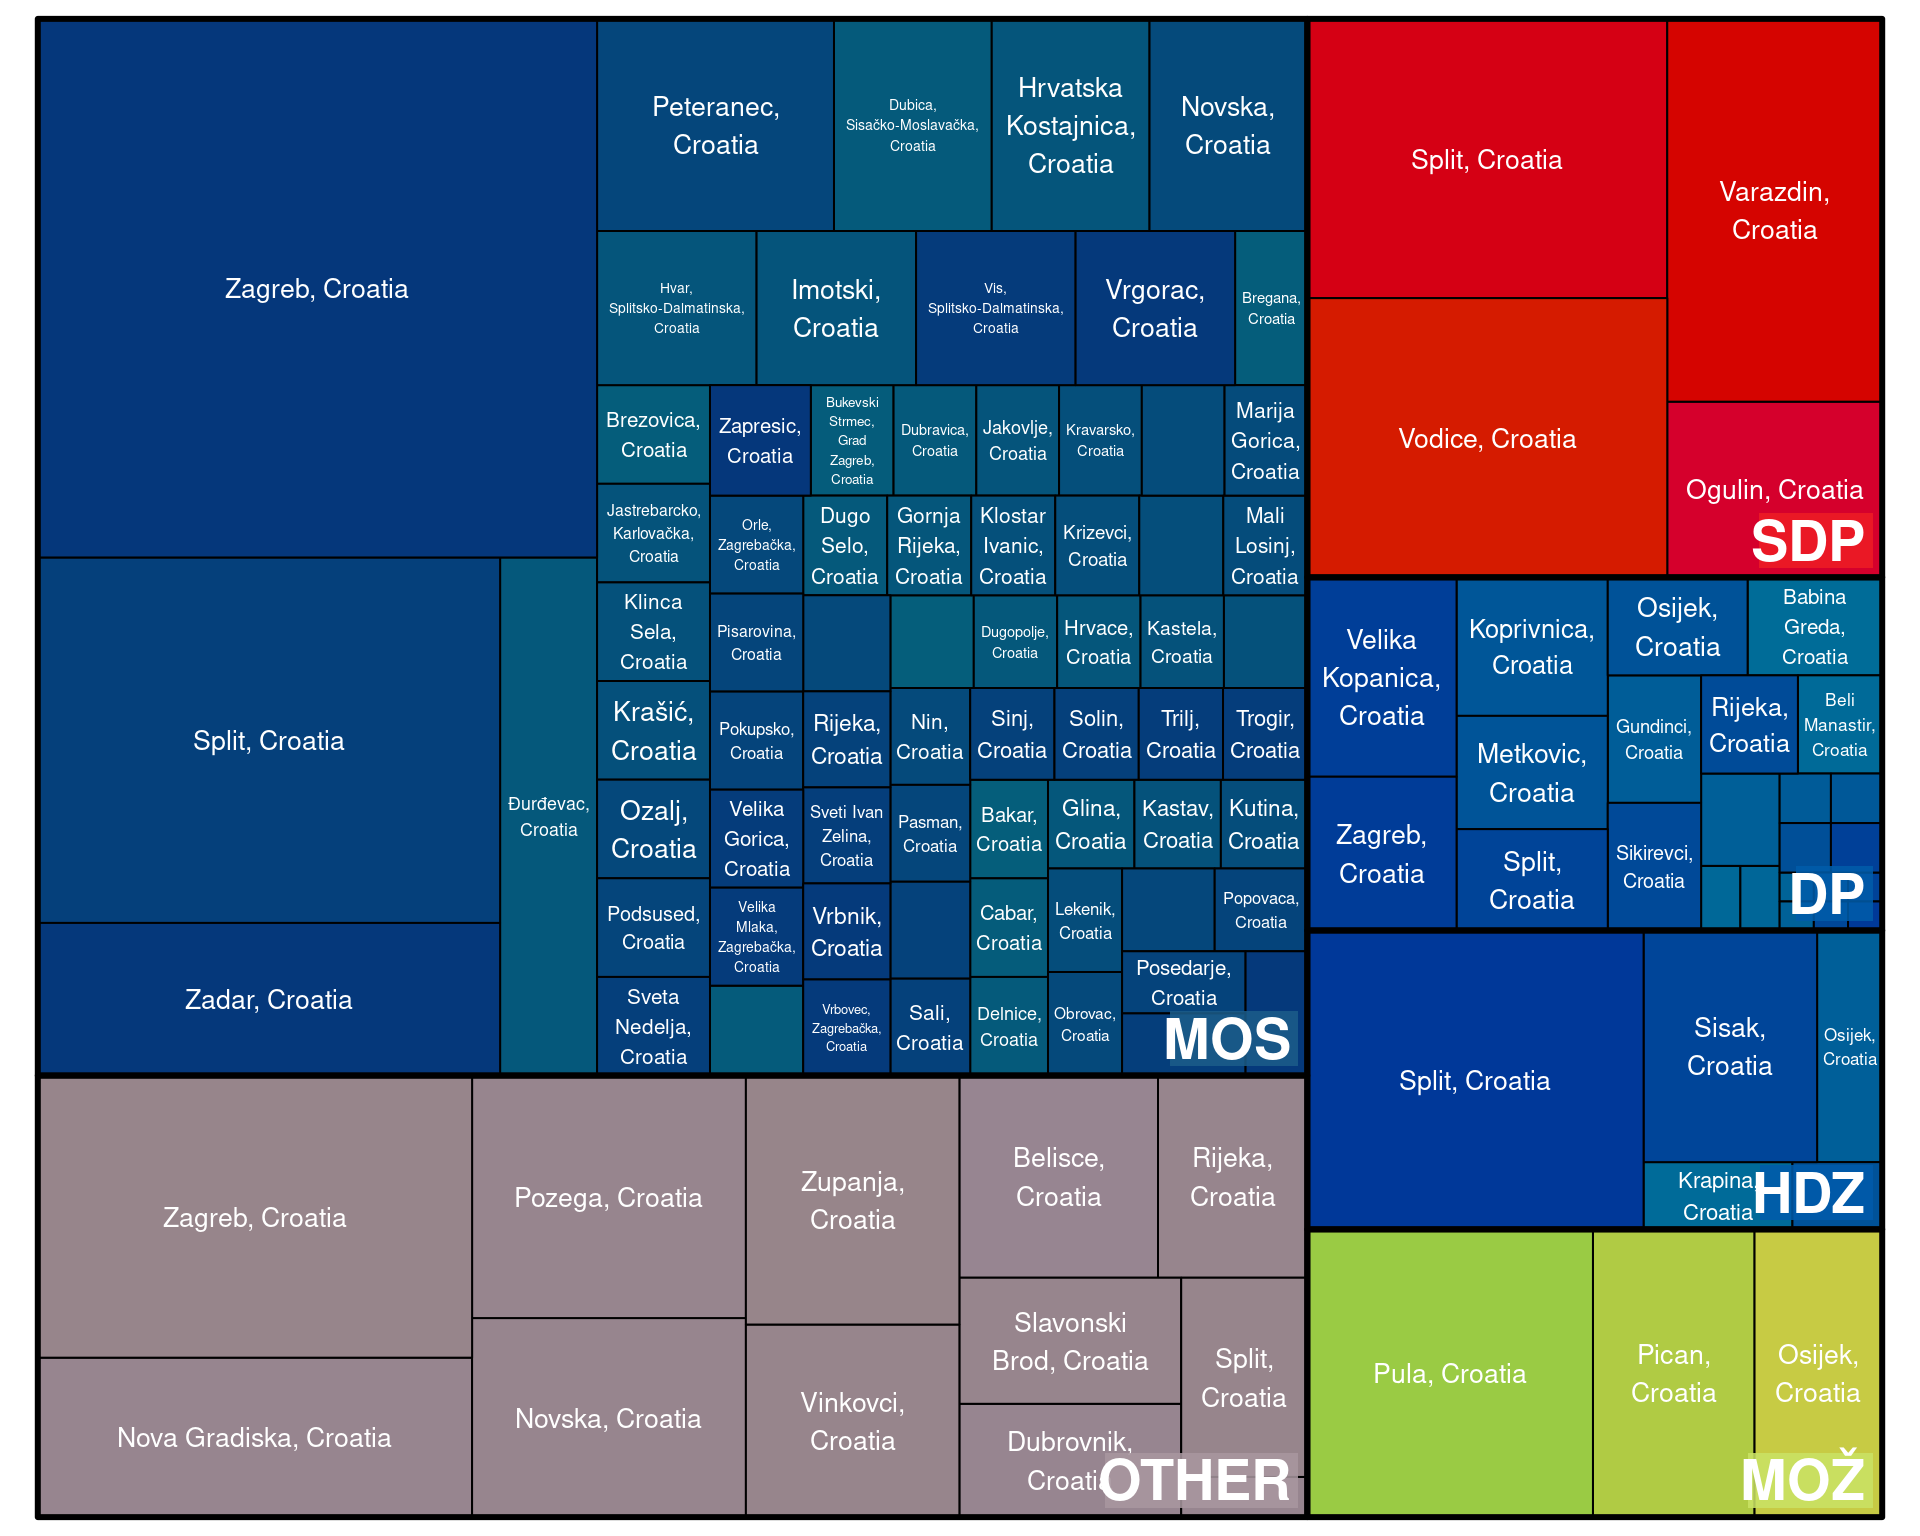 Zagreb, Croatia
Split, Croatia
Zadar, Croatia
Đurđevac,
Croatia
Peteranec,
Croatia
Dubica,
Sisačko-Moslavačka,
Croatia
Hrvatska
Kostajnica,
Croatia
Novska,
Croatia
Hvar,
Splitsko-Dalmatinska,
Croatia
Imotski,
Croatia
Vis,
Splitsko-Dalmatinska,
Croatia
Vrgorac,
Croatia
Bregana,
Croatia
Brezovica,
Croatia
Zapresic,
Croatia
Bukevski
Strmec,
Grad
Zagreb,
Croatia
Dubravica,
Croatia
Jakovlje,
Croatia
Kravarsko,
Croatia
Marija
Gorica,
Croatia
Jastrebarcko,
Karlovačka,
Croatia
Orle,
Zagrebačka,
Croatia
Dugo
Selo,
Croatia
Gornja
Rijeka,
Croatia
Klostar
Ivanic,
Croatia
Krizevci,
Croatia
Mali
Losinj,
Croatia
Klinca
Sela,
Croatia
Pisarovina,
Croatia
Dugopolje,
Croatia
Hrvace,
Croatia
Kastela,
Croatia
Krašić,
Croatia
Pokupsko,
Croatia
Rijeka,
Croatia
Nin,
Croatia
Sinj,
Croatia
Solin,
Croatia
Trilj,
Croatia
Trogir,
Croatia
Ozalj,
Croatia
Velika
Gorica,
Croatia
Sveti Ivan
Zelina,
Croatia
Pasman,
Croatia
Bakar,
Croatia
Glina,
Croatia
Kastav,
Croatia
Kutina,
Croatia
Podsused,
Croatia
Velika
Mlaka,
Zagrebačka,
Croatia
Vrbnik,
Croatia
Cabar,
Croatia
Lekenik,
Croatia
Popovaca,
Croatia
Sveta
Nedelja,
Croatia
Vrbovec,
Zagrebačka,
Croatia
Sali,
Croatia
Delnice,
Croatia
Obrovac,
Croatia
Posedarje,
Croatia
MOS
Zagreb, Croatia
Nova Gradiska, Croatia
Pozega, Croatia
Novska, Croatia
Zupanja,
Croatia
Vinkovci,
Croatia
Belisce,
Croatia
Rijeka,
Croatia
Slavonski
Brod, Croatia
Split,
Croatia
Dubrovnik,
Croatia
OTHER
Split, Croatia
Vodice, Croatia
Varazdin,
Croatia
Ogulin, Croatia
SDP
Velika
Kopanica,
Croatia
Zagreb,
Croatia
Koprivnica,
Croatia
Metkovic,
Croatia
Split,
Croatia
Osijek,
Croatia
Babina
Greda,
Croatia
Gundinci,
Croatia
Rijeka,
Croatia
Beli
Manastir,
Croatia
Sikirevci,
Croatia
DP
Split, Croatia
Sisak,
Croatia
Osijek,
Croatia
Krapina,
Croatia
HDZ
Pula, Croatia
Pican,
Croatia
Osijek,
Croatia
MOŽ